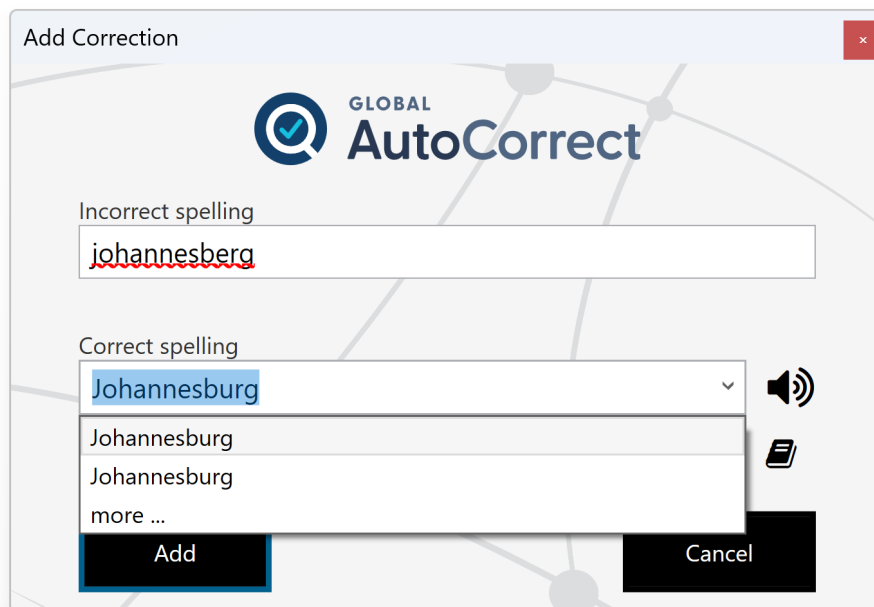 Add Correction
×
GLOBAL
AutoCorrect
Incorrect spelling
johannesberg
Correct spelling
Johannesburg
Johannesburg
Johannesburg
more ...
Add
Cancel